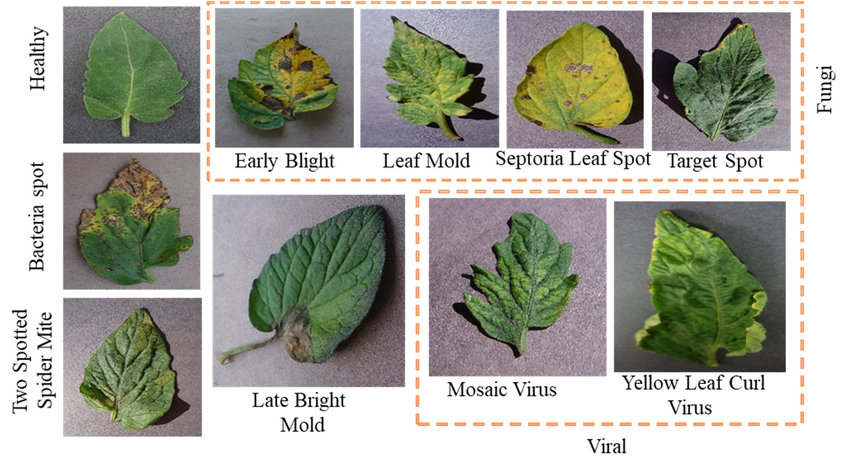 Healthy
Early Blight
Leaf Mold
Septoria Leaf Spot
Target Spot
Fungi
Bacteria spot
Two Spotted
Spider Mite
Late Bright
Mold
Mosaic Virus
Yellow Leaf Curl
Virus
Viral